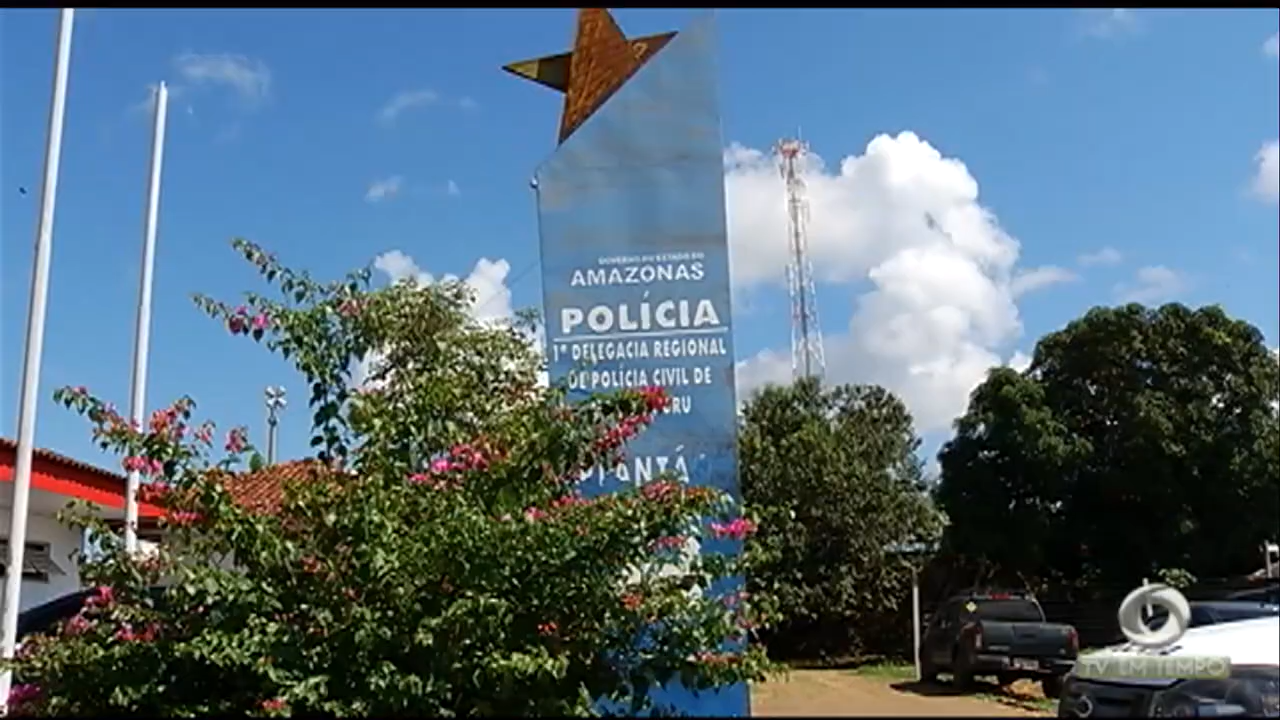 GOVERNO DO ESTADO DO
AMAZONAS
POLÍCIA
1ª DELEGACIA REGIONAL
DE POLÍCIA CIVIL DE
TV EM TEMPO